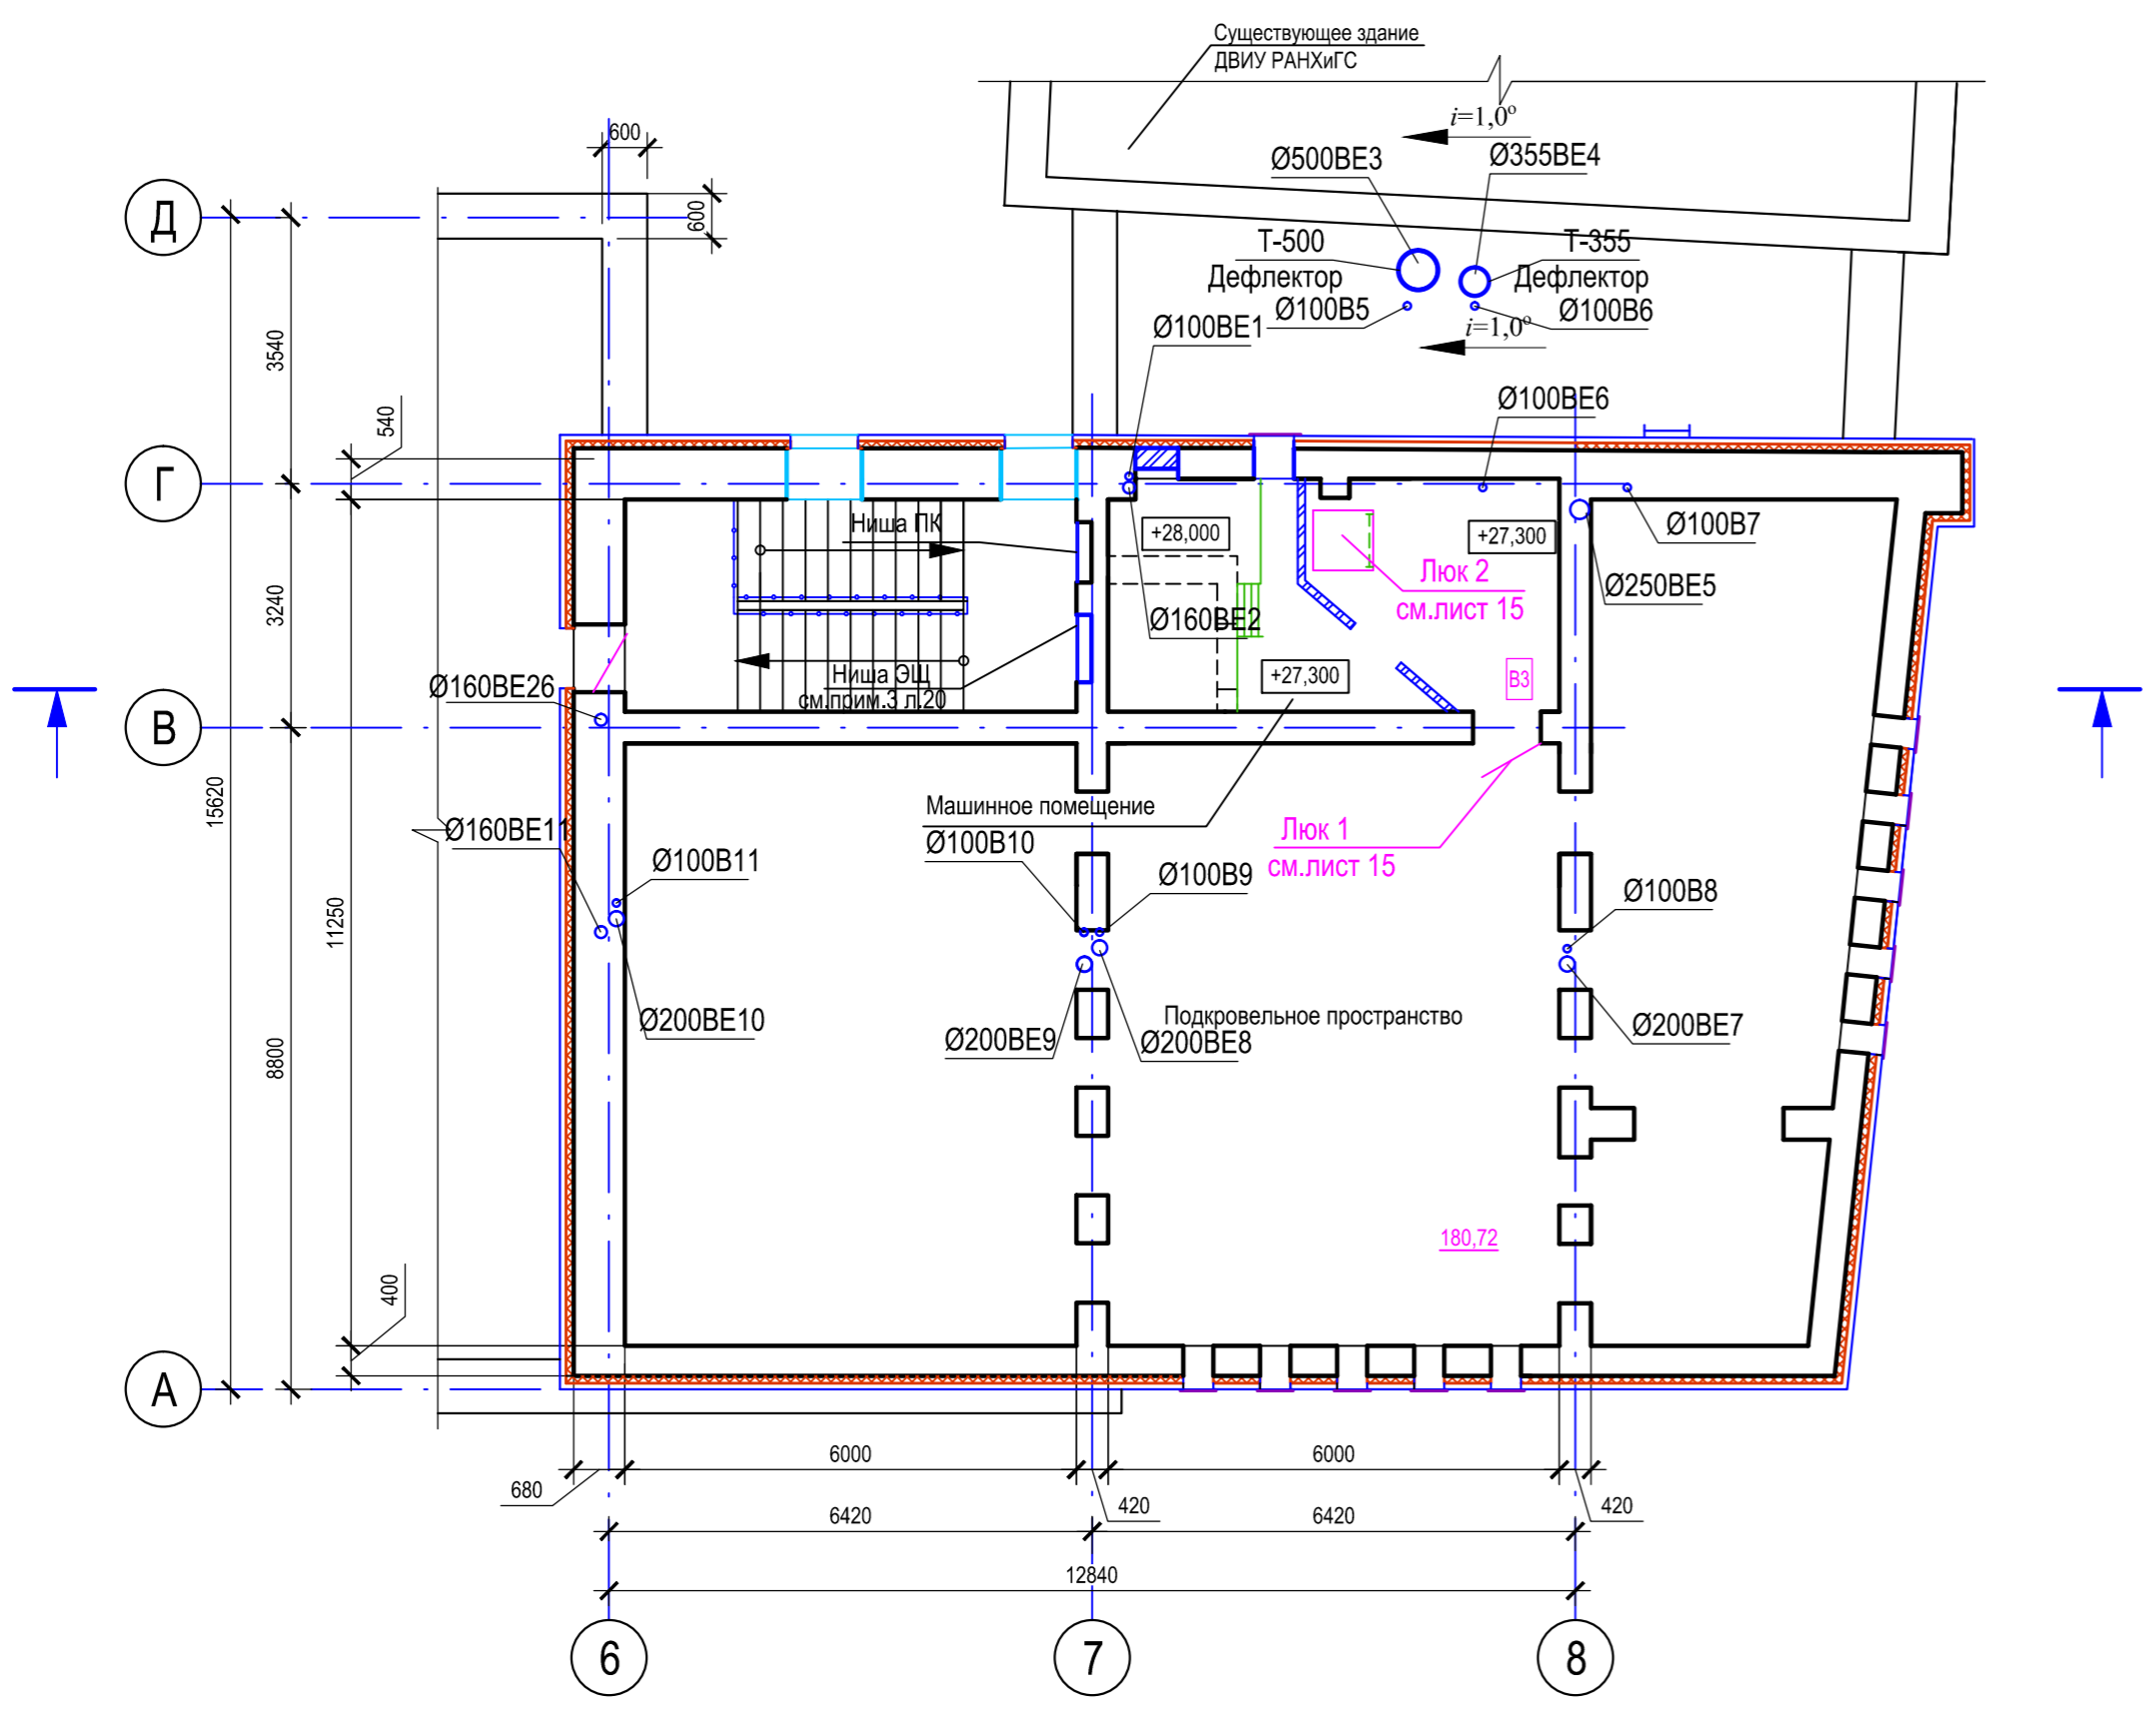 Существующее здание
ДВИУ РАНХиГС
i=1,0°
Ø500ВЕ3
Ø355ВЕ4
600
600
Д
Т-500
Дефлектор
Т-355
Дефлектор
Ø100В5
Ø100В6
Ø100ВЕ1
i=1,0°
3540
540
Ø100ВЕ6
Г
Ниша ПК
+28,000
+27,300
Ø100В7
Люк 2
см.лист 15
Ø250ВЕ5
3240
Ø160ВЕ2
Ниша ЭЩ
см.прим.3 л.20
+27,300
В3
Ø160ВЕ26
В
15620
Машинное помещение
Ø160ВЕ11
Ø100В11
Ø100В10
Ø100В9
Люк 1
см.лист 15
Ø100В8
11250
Ø200ВЕ10
Ø200ВЕ9
Подкровельное пространство
Ø200ВЕ8
Ø200ВЕ7
8800
180,72
400
А
6000
6000
680
420
420
6420
6420
12840
6
7
8